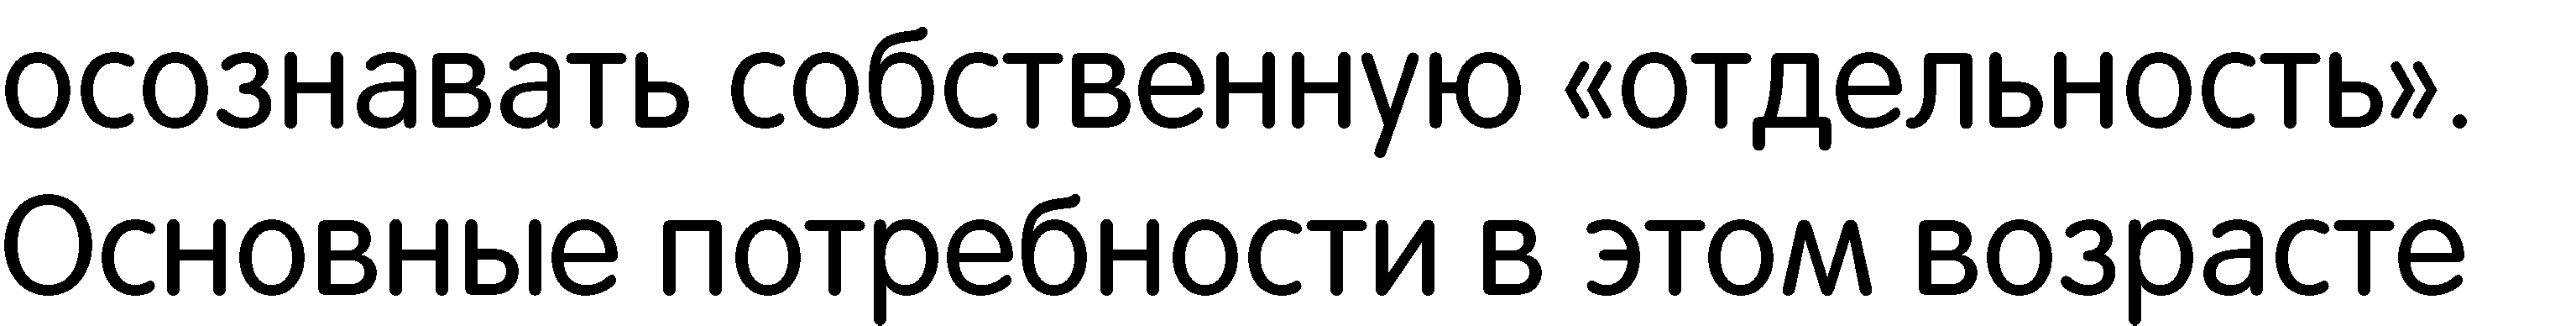 осознавать собственную «отдельность».
Основные потребности в этом возрасте